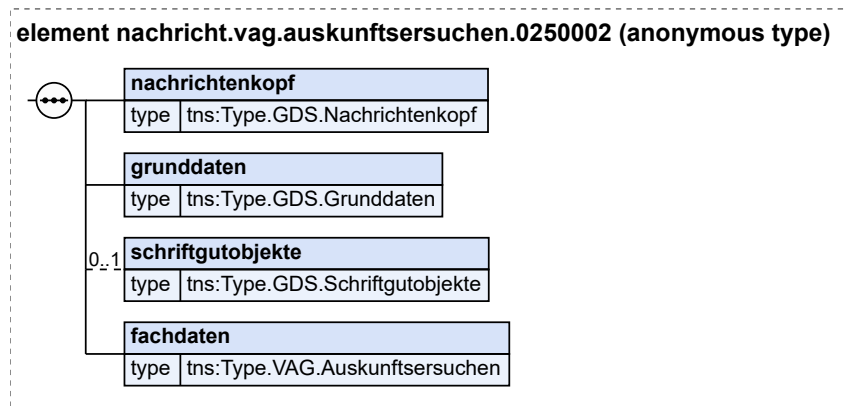 element nachricht.vag.auskunftsersuchen.0250002 (anonymous type)
nachrichtenkopf
type tns:Type.GDS.Nachrichtenkopf
grunddaten
type tns:Type.GDS.Grunddaten
0..1 schriftgutobjekte
type tns:Type.GDS.Schriftgutobjekte
fachdaten
type tns:Type.VAG.Auskunftsersuchen